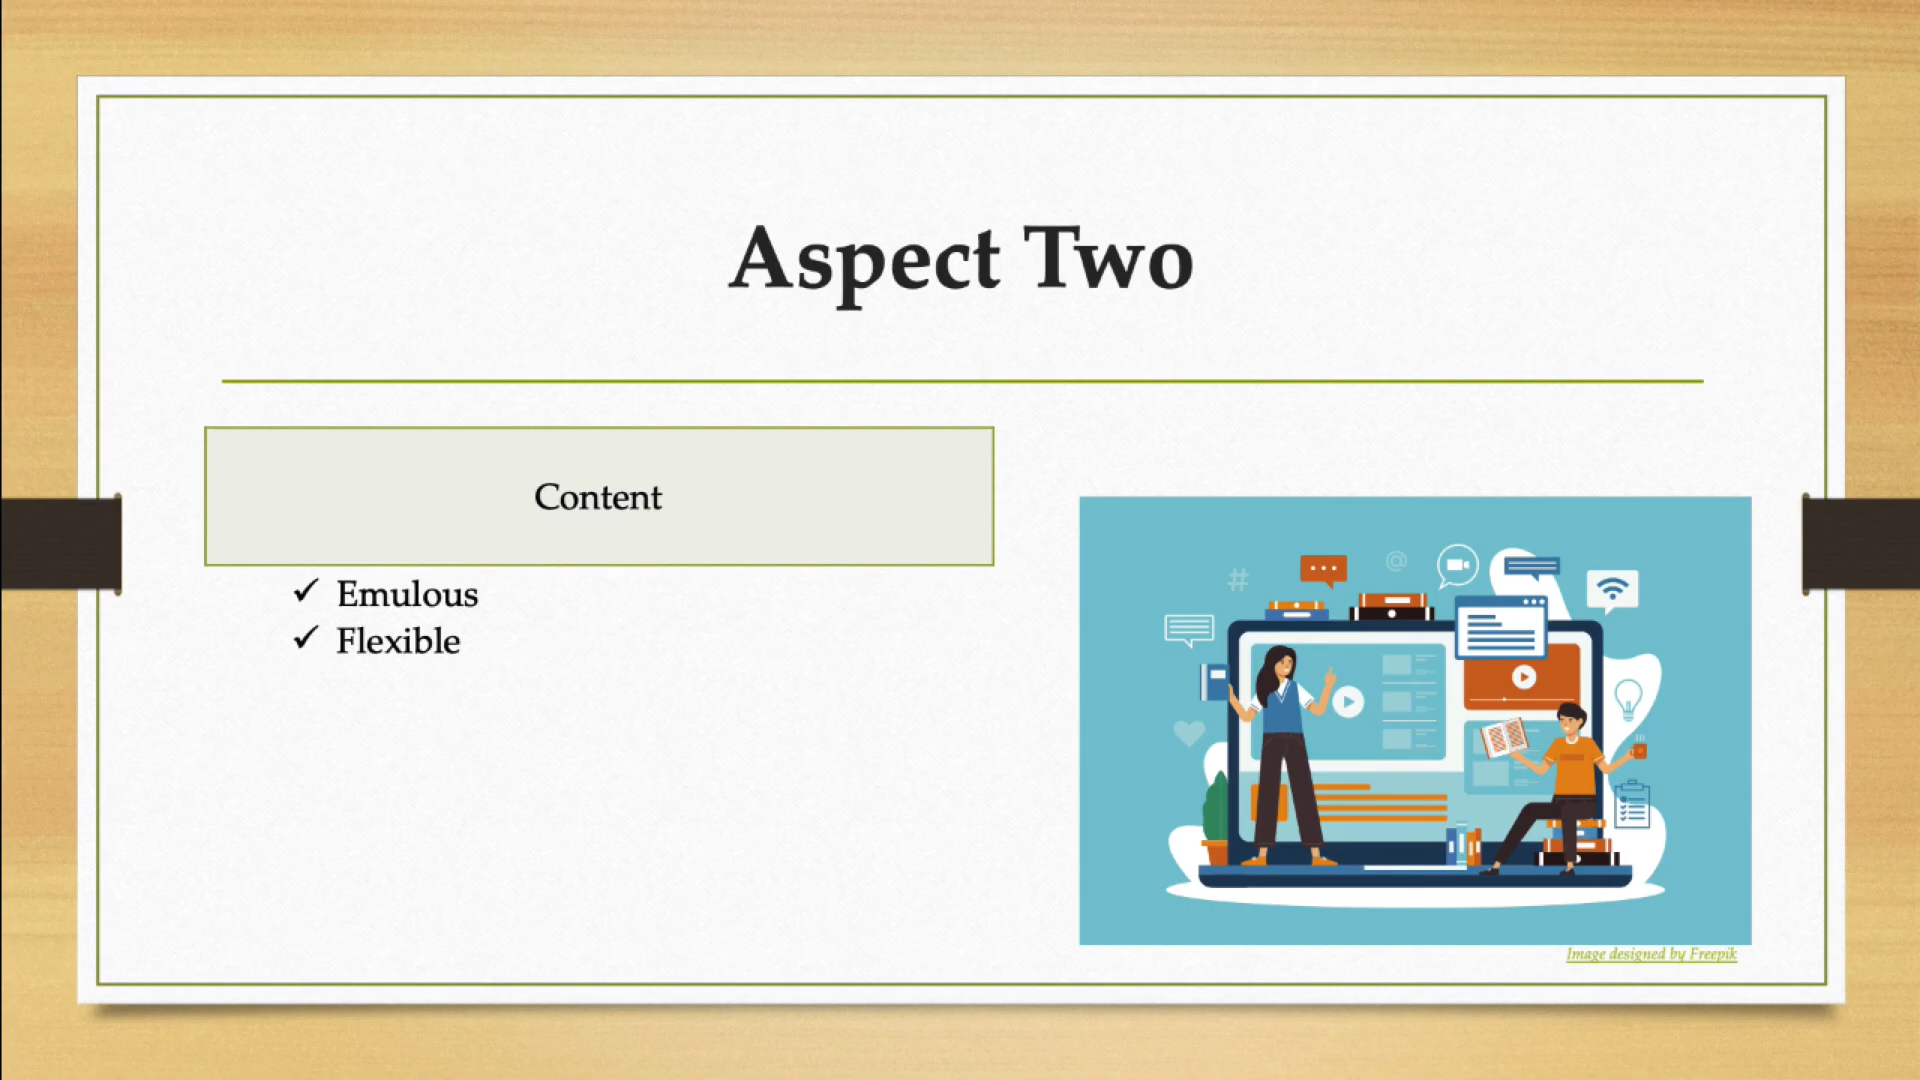 Aspect Two
Content
✓ Emulous
✓ Flexible
#
@
Image designed by Freepik